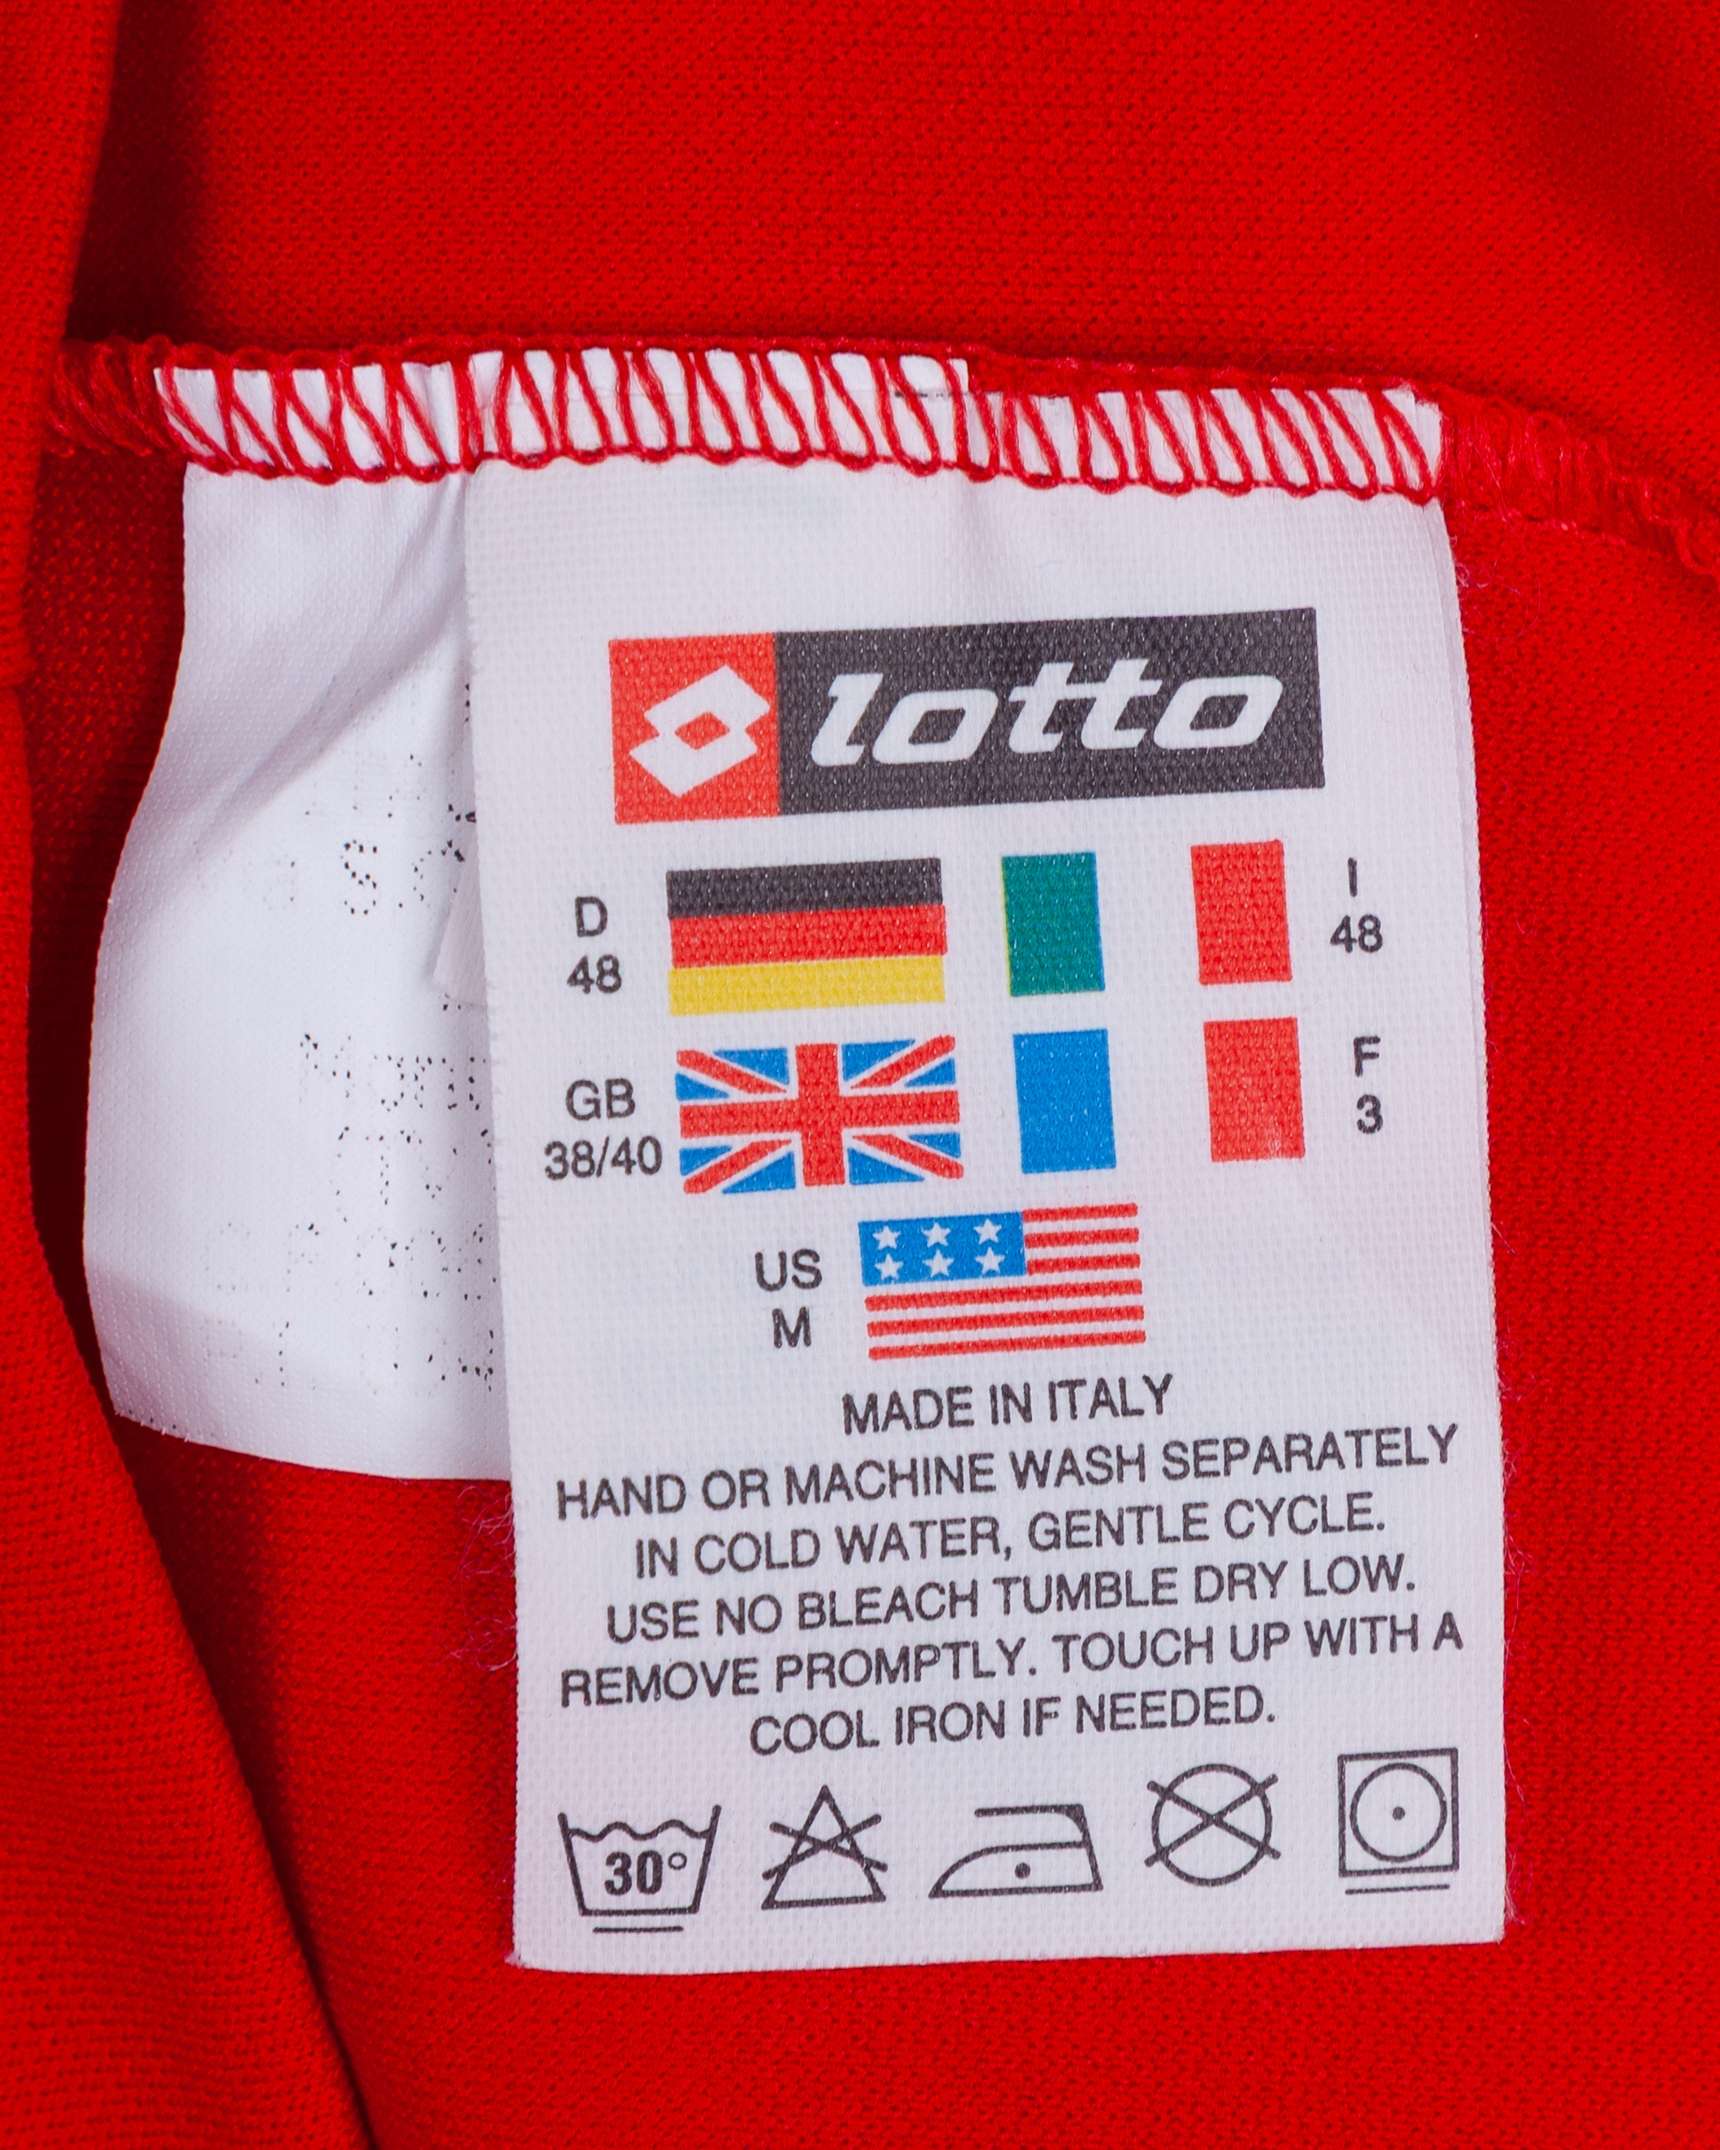 lotto
D
48
I
48
GB
38/40
F
3
US
M
MADE IN ITALY
HAND OR MACHINE WASH SEPARATELY
IN COLD WATER, GENTLE CYCLE.
USE NO BLEACH TUMBLE DRY LOW.
REMOVE PROMPTLY. TOUCH UP WITH A
COOL IRON IF NEEDED.
30°